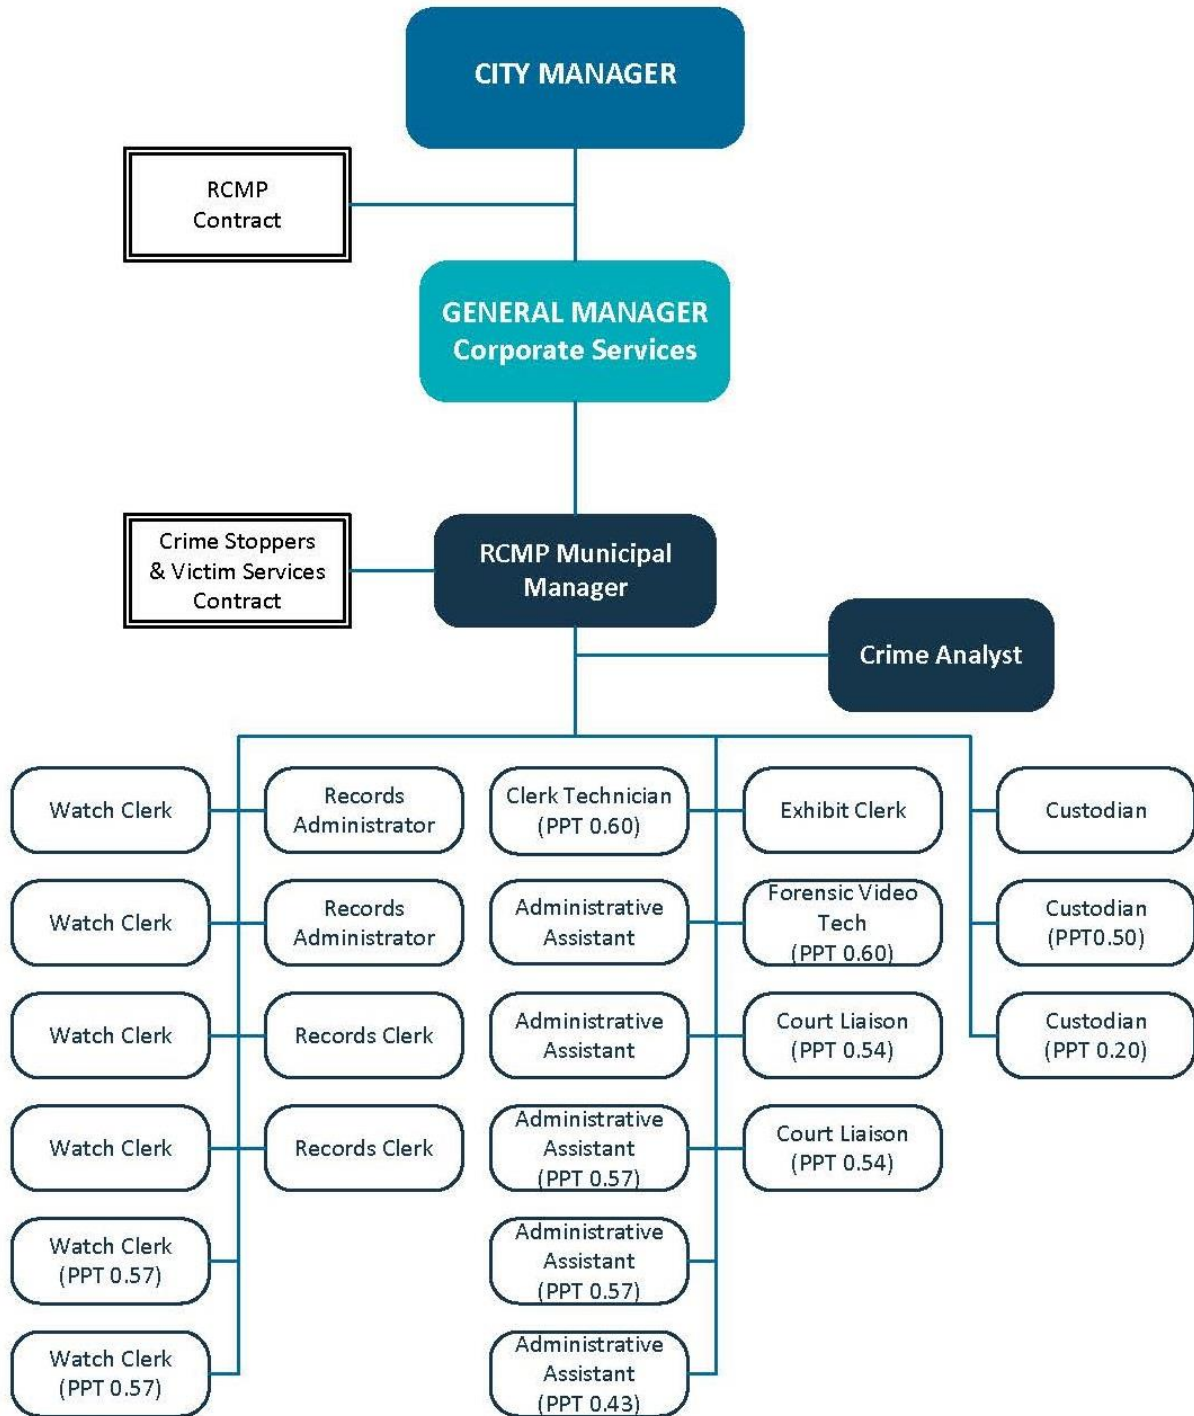 CITY MANAGER
RCMP
Contract
GENERAL MANAGER
Corporate Services
Crime Stoppers
& Victim Services
Contract
RCMP Municipal
Manager
Crime Analyst
Watch Clerk
Records
Administrator
Clerk Technician
(PPT 0.60)
Exhibit Clerk
Custodian
Watch Clerk
Records
Administrator
Administrative
Assistant
Forensic Video
Tech
(PPT 0.60)
Custodian
(PPT0.50)
Watch Clerk
Records Clerk
Administrative
Assistant
Court Liaison
(PPT 0.54)
Custodian
(PPT 0.20)
Watch Clerk
Records Clerk
Administrative
Assistant
(PPT 0.57)
Court Liaison
(PPT 0.54)
Watch Clerk
(PPT 0.57)
Administrative
Assistant
(PPT 0.57)
Watch Clerk
(PPT 0.57)
Administrative
Assistant
(PPT 0.43)